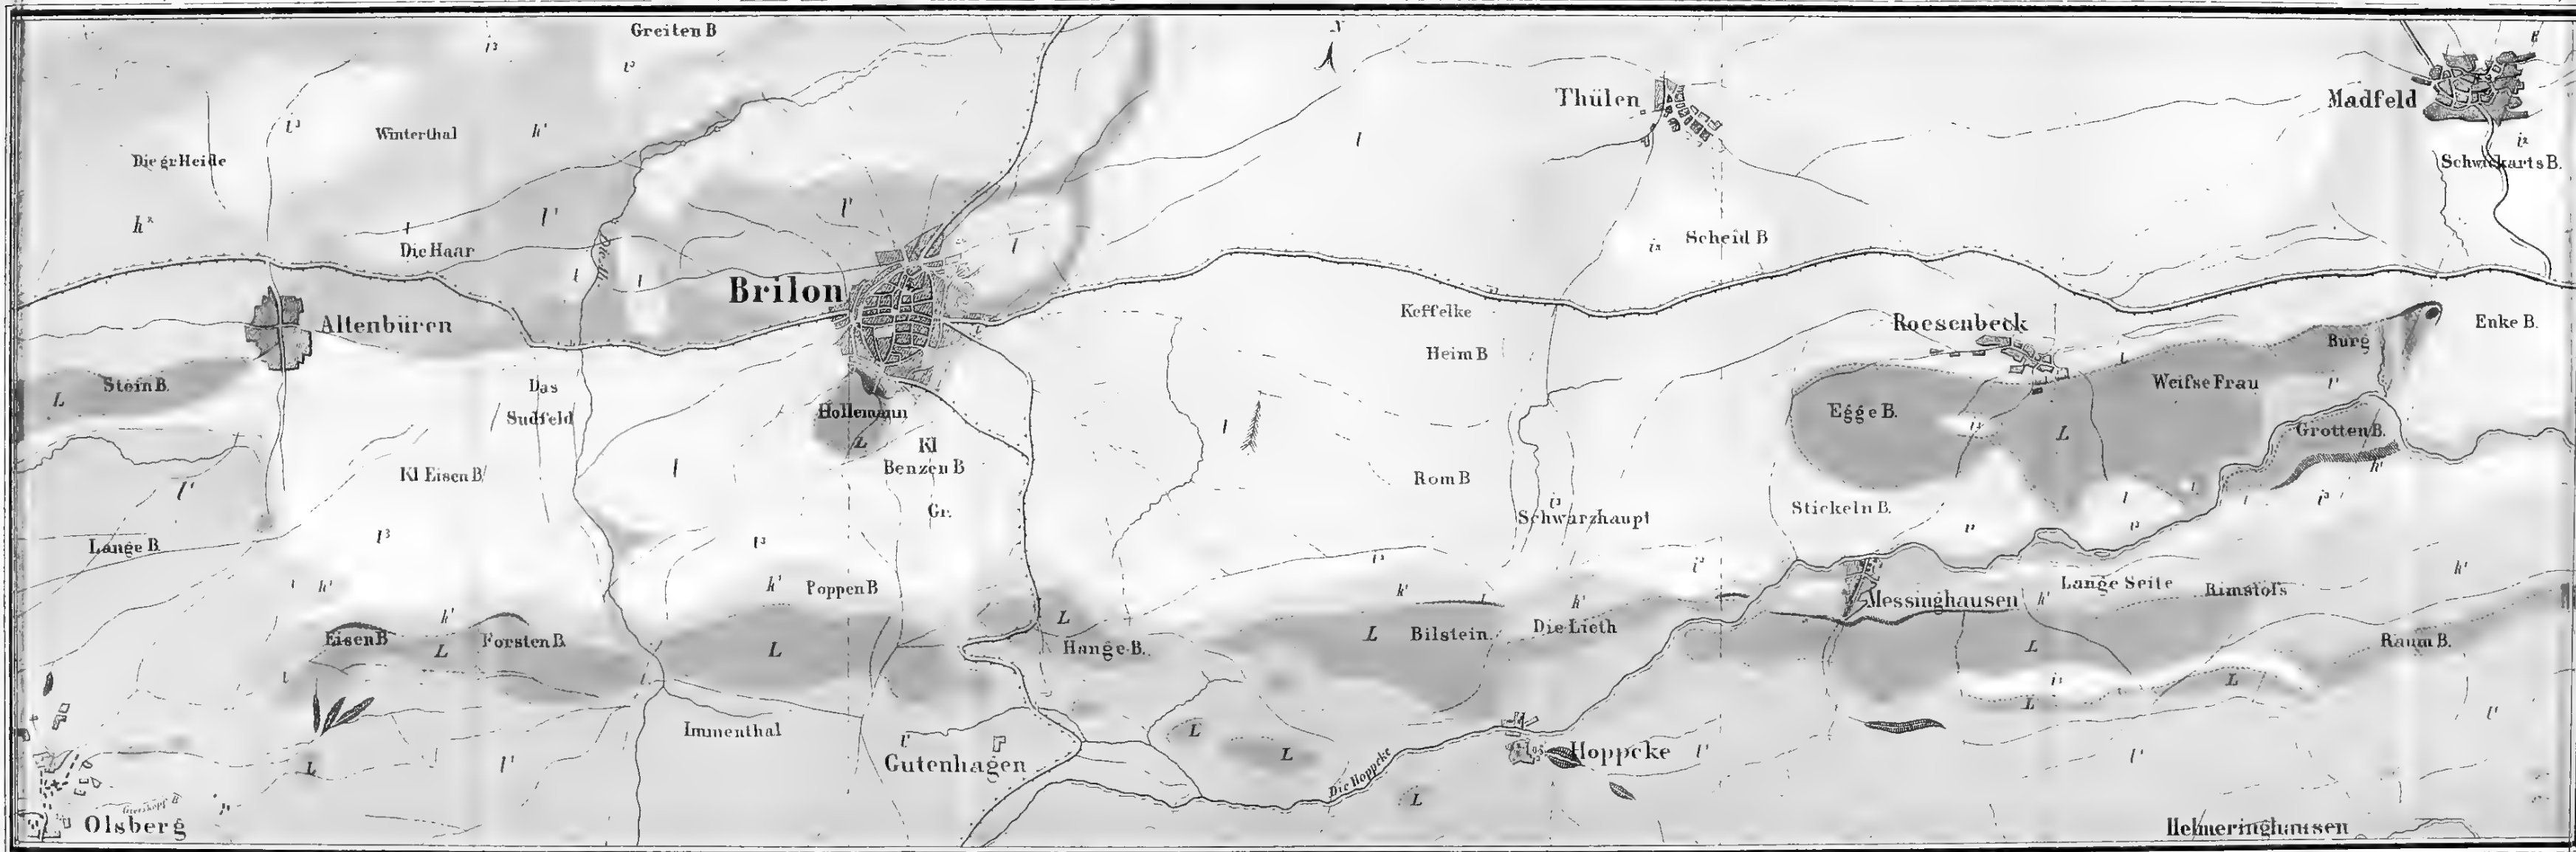 Greiten B
Thülen
Madfeld
Winterthal
Die gr Heide
Schwickarts B.
Die Haar
Scheid B
Brilon
Altenbüren
Keffelke
Roesenbeck
Enke B.
Heim B
Burg
Stein B.
Das
Sudfeld
Weifse Frau
Egge B.
Hollemann
Kl
Benzen B
Grotten B.
Kl Eisen B
Rom B
Gr.
Schwarzhaupt
Stickeln B.
Lange B
Poppen B
Lange Seite
Rimstofs
Messinghausen
Eisen B
Forsten B.
Hange B.
Bilstein
Die Lieth
Raum B.
Immenthal
Gutenhagen
Hoppcke
Die Hoppcke
Olsberg
Helmeringhausen